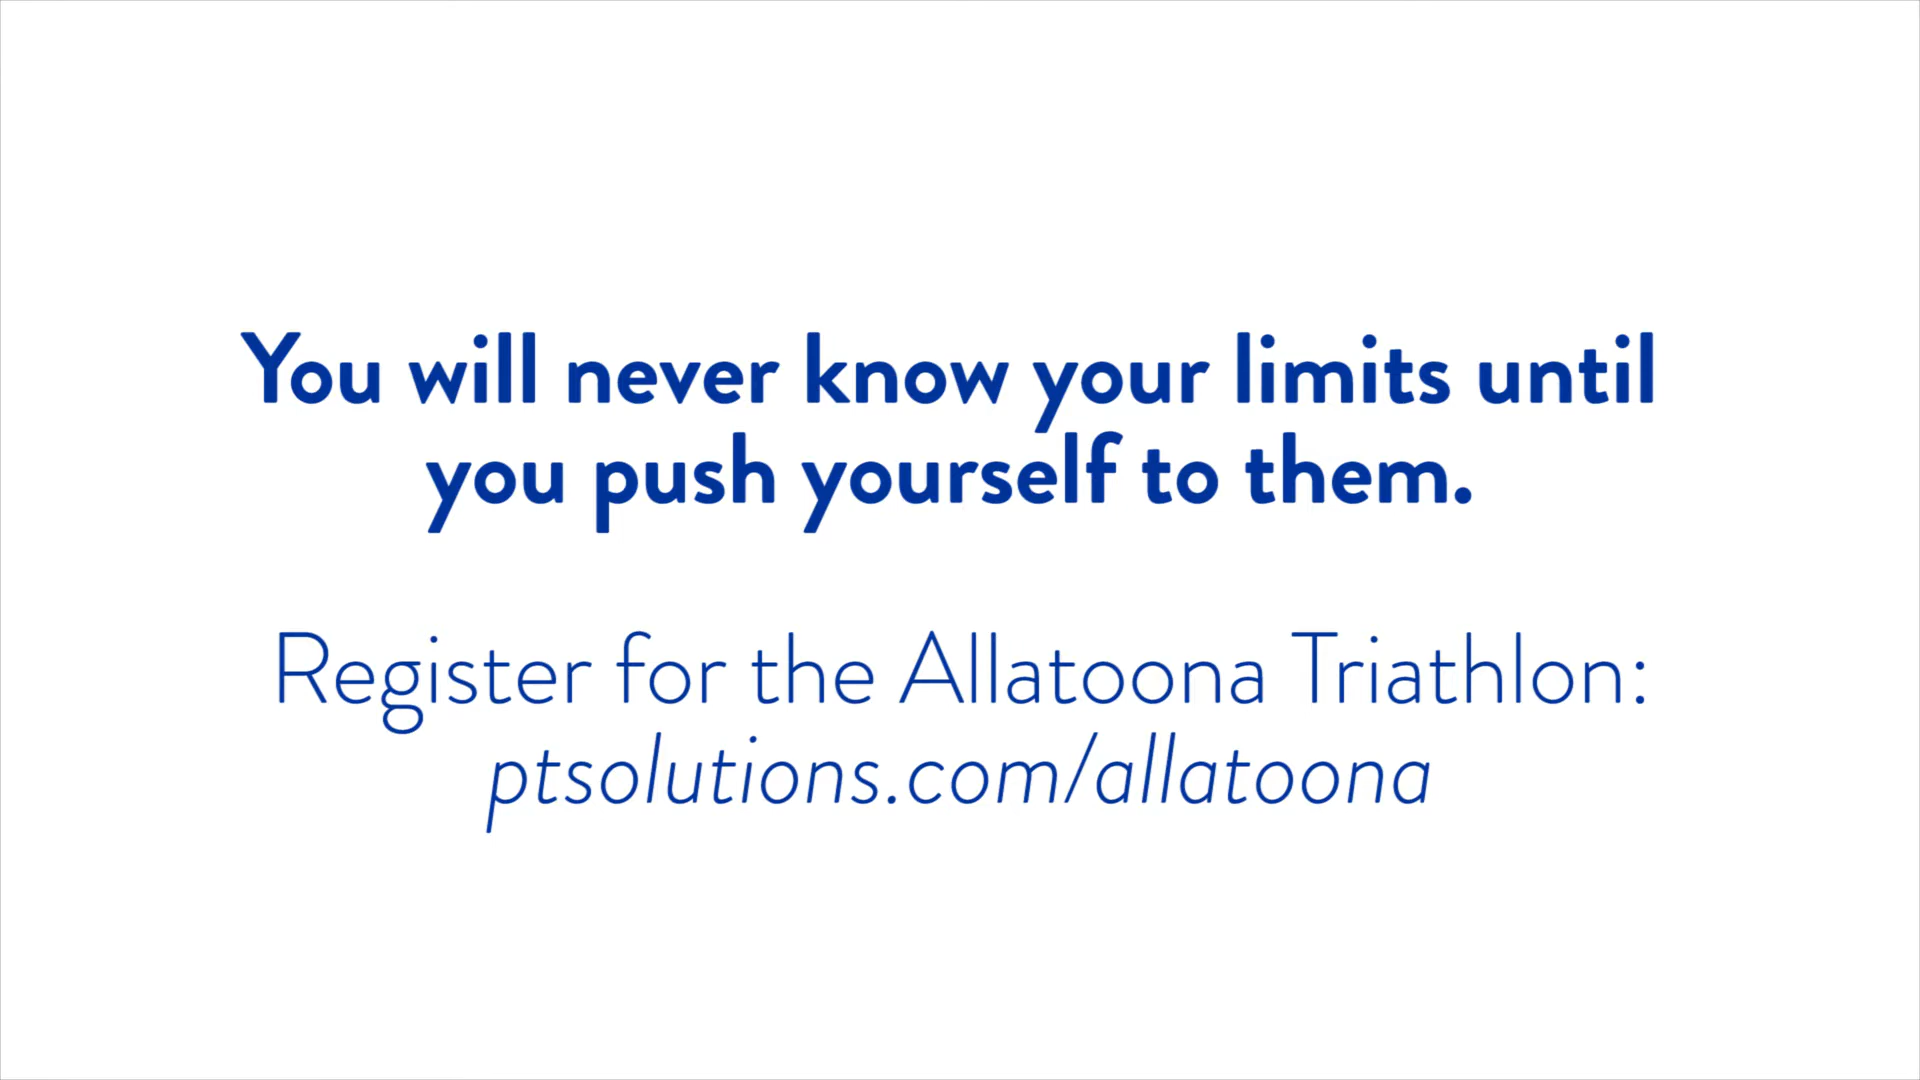 You will never know your limits until
you push yourself to them.
Register for the Allatoona Triathlon:
ptsolutions.com/allatoona